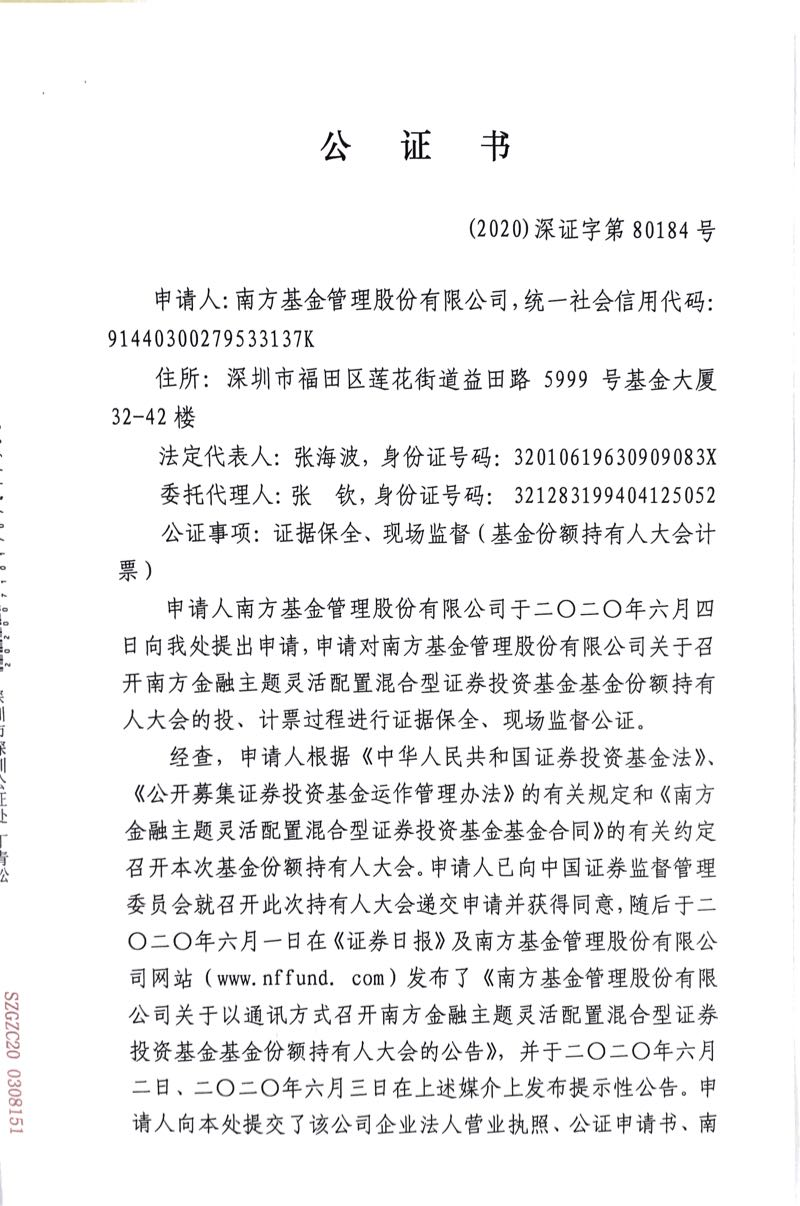 公 证 书
(2020)深证字第 80184 号
申请人:南方基金管理股份有限公司,统一社会信用代码:
91440300279533137K
住所: 深圳市福田区莲花街道益田路 5999 号基金大厦
32-42 楼
法定代表人: 张海波, 身份证号码: 32010619630909083X
委托代理人: 张 钦, 身份证号码: 321283199404125052
公证事项: 证据保全、现场监督(基金份额持有人大会计
票)
申请人南方基金管理股份有限公司于二〇二〇年六月四
日向我处提出申请,申请对南方基金管理股份有限公司关于召
开南方金融主题灵活配置混合型证券投资基金基金份额持有
人大会的投、计票过程进行证据保全、现场监督公证。
经查, 申请人根据《中华人民共和国证券投资基金法》、
《公开募集证券投资基金运作管理办法》的有关规定和《南方
金融主题灵活配置混合型证券投资基金基金合同》的有关约定
召开本次基金份额持有人大会。申请人已向中国证券监督管理
委员会就召开此次持有人大会递交申请并获得同意,随后于二
〇二〇年六月一日在《证券日报》及南方基金管理股份有限公
司网站(www.nffund. com)发布了《南方基金管理股份有限
公司关于以通讯方式召开南方金融主题灵活配置混合型证券
投资基金基金份额持有人大会的公告》, 并于二〇二〇年六月
二日、二〇二〇年六月三日在上述媒介上发布提示性公告。申
请人向本处提交了该公司企业法人营业执照、公证申请书、南
深圳市深圳公证处 丁青松
SZGZC20 0308151